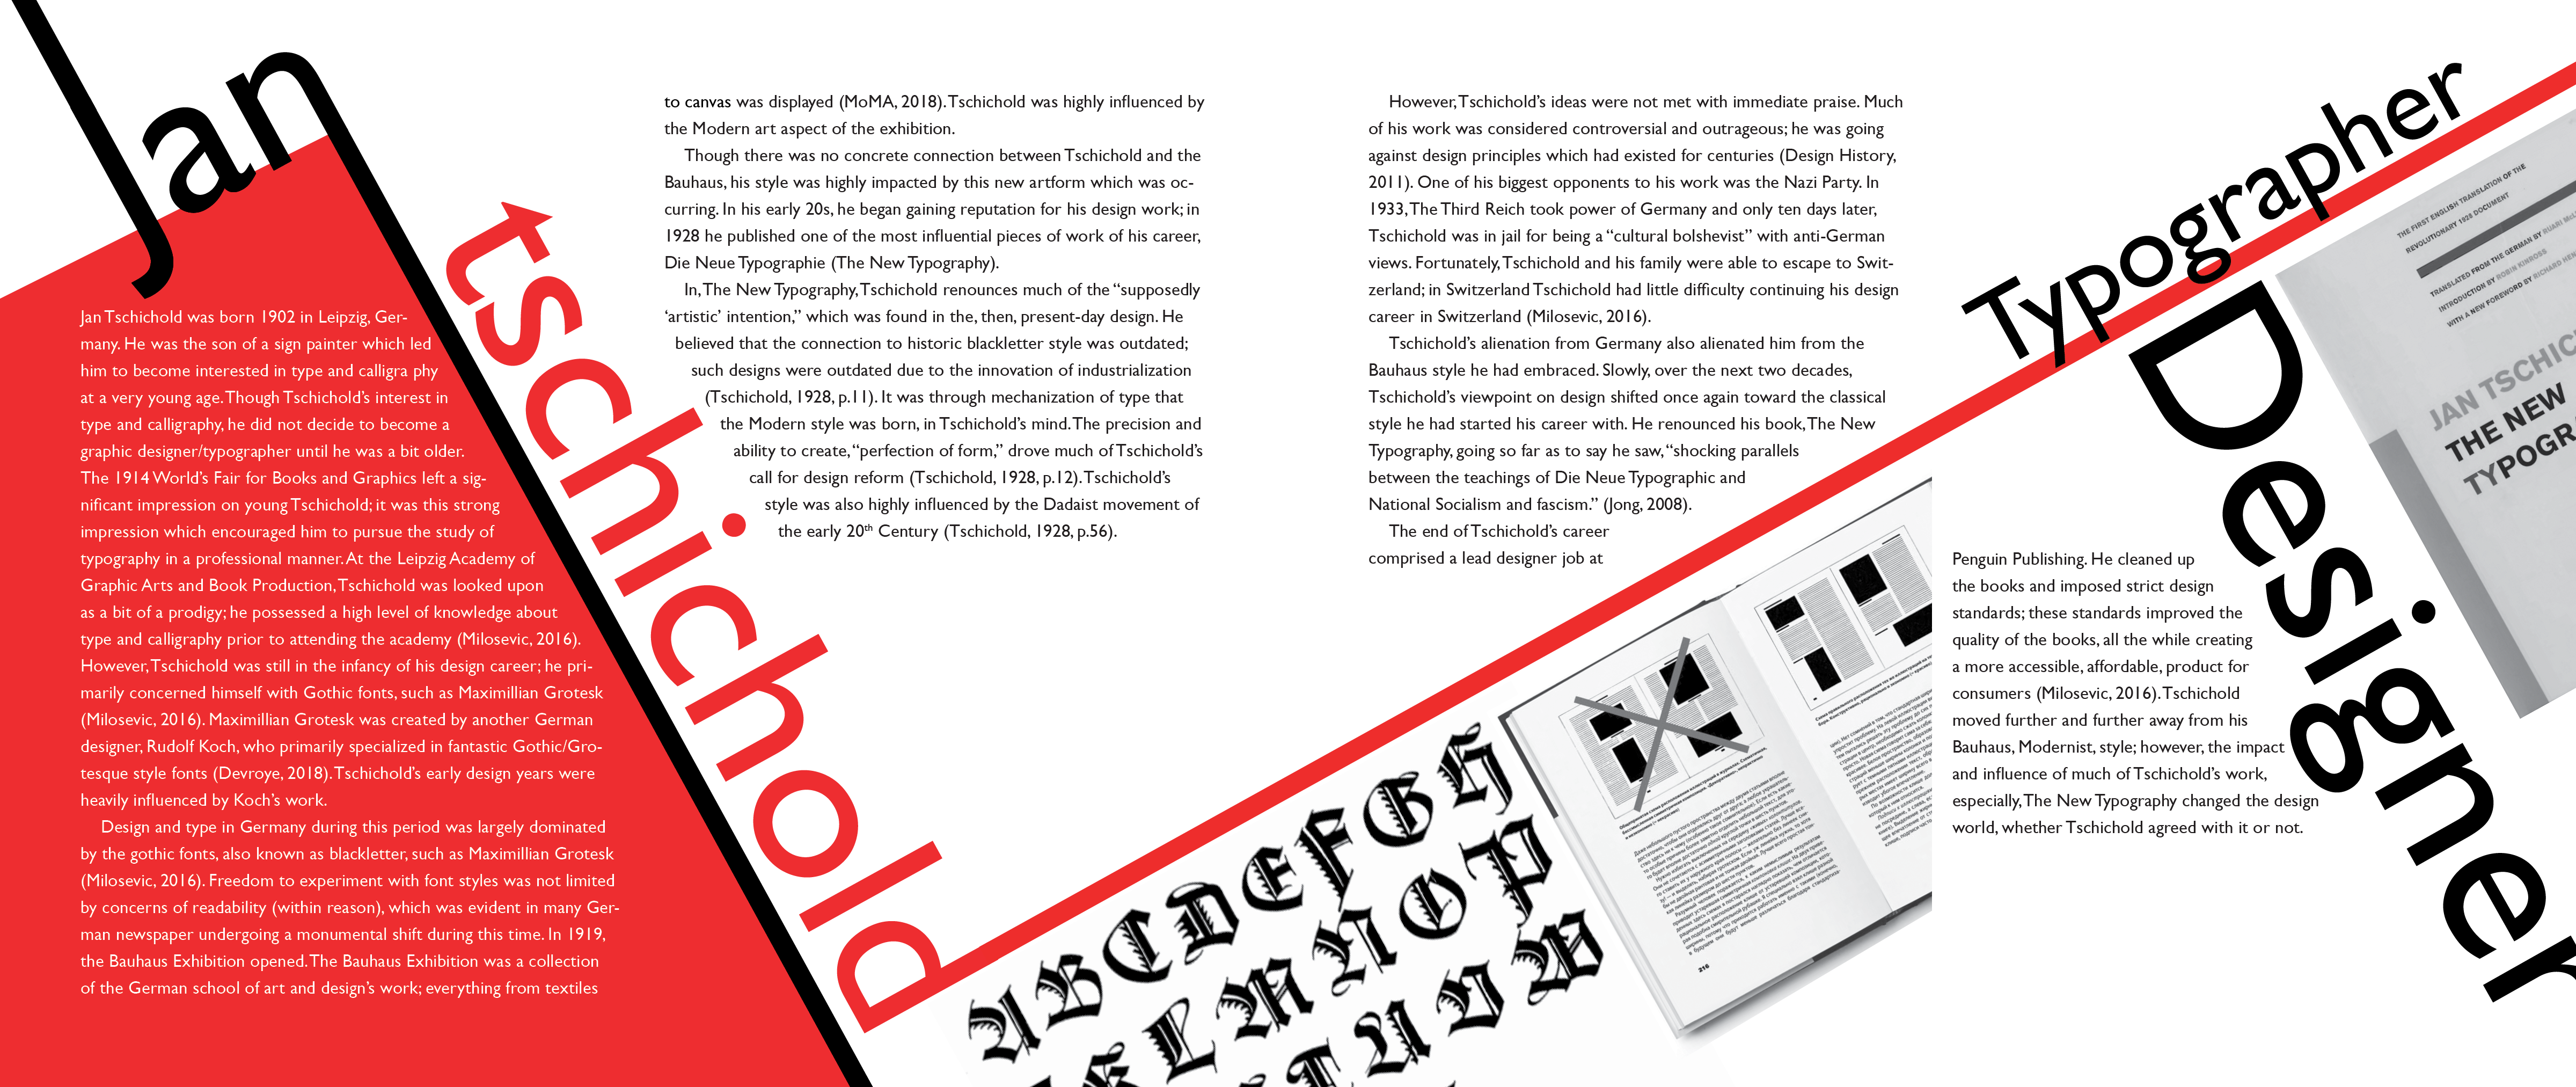 Jan
tschichold
Jan Tschichold was born 1902 in Leipzig, Ger-
many. He was the son of a sign painter which led
him to become interested in type and calligra phy
at a very young age. Though Tschichold's interest in
type and calligraphy, he did not decide to become a
graphic designer/typographer until he was a bit older.
The 1914 World's Fair for Books and Graphics left a sig-
nificant impression on young Tschichold; it was this strong
impression which encouraged him to pursue the study of
typography in a professional manner. At the Leipzig Academy of
Graphic Arts and Book Production, Tschichold was looked upon
as a bit of a prodigy; he possessed a high level of knowledge about
type and calligraphy prior to attending the academy (Milosevic, 2016).
However, Tschichold was still in the infancy of his design career; he pri-
marily concerned himself with Gothic fonts, such as Maximillian Grotesk
(Milosevic, 2016). Maximillian Grotesk was created by another German
designer, Rudolf Koch, who primarily specialized in fantastic Gothic/Gro-
tesque style fonts (Devroye, 2018). Tschichold's early design years were
heavily influenced by Koch's work.
Design and type in Germany during this period was largely dominated
by the gothic fonts, also known as blackletter, such as Maximillian Grotesk
(Milosevic, 2016). Freedom to experiment with font styles was not limited
by concerns of readability (within reason), which was evident in many Ger-
man newspaper undergoing a monumental shift during this time. In 1919,
the Bauhaus Exhibition opened. The Bauhaus Exhibition was a collection
of the German school of art and design's work; everything from textiles
to canvas was displayed (MoMA, 2018). Tschichold was highly influenced by
the Modern art aspect of the exhibition.
Though there was no concrete connection between Tschichold and the
Bauhaus, his style was highly impacted by this new artform which was oc-
curring. In his early 20s, he began gaining reputation for his design work; in
1928 he published one of the most influential pieces of work of his career,
Die Neue Typographie (The New Typography).
In, The New Typography, Tschichold renounces much of the “supposedly
‘artistic’ intention,” which was found in the, then, present-day design. He
believed that the connection to historic blackletter style was outdated;
such designs were outdated due to the innovation of industrialization
(Tschichold, 1928, p.11). It was through mechanization of type that
the Modern style was born, in Tschichold's mind. The precision and
ability to create, “perfection of form,” drove much of Tschichold's
call for design reform (Tschichold, 1928, p.12). Tschichold's
style was also highly influenced by the Dadaist movement of
the early 20th Century (Tschichold, 1928, p.56).
However, Tschichold's ideas were not met with immediate praise. Much
of his work was considered controversial and outrageous; he was going
against design principles which had existed for centuries (Design History,
2011). One of his biggest opponents to his work was the Nazi Party. In
1933, The Third Reich took power of Germany and only ten days later,
Tschichold was in jail for being a “cultural bolshevist” with anti-German
views. Fortunately, Tschichold and his family were able to escape to Swit-
zerland; in Switzerland Tschichold had little difficulty continuing his design
career in Switzerland (Milosevic, 2016).
Tschichold's alienation from Germany also alienated him from the
Bauhaus style he had embraced. Slowly, over the next two decades,
Tschichold's viewpoint on design shifted once again toward the classical
style he had started his career with. He renounced his book, The New
Typography, going so far as to say he saw, “shocking parallels
between the teachings of Die Neue Typographic and
National Socialism and fascism.” (Jong, 2008).
The end of Tschichold's career
comprised a lead designer job at
Penguin Publishing. He cleaned up
the books and imposed strict design
standards; these standards improved the
quality of the books, all the while creating
a more accessible, affordable, product for
consumers (Milosevic, 2016). Tschichold
moved further and further away from his
Bauhaus, Modernist, style; however, the impact
and influence of much of Tschichold's work,
especially, The New Typography changed the design
world, whether Tschichold agreed with it or not.
Typographer
Designer
THE FIRST ENGLISH TRANSLATION OF THE
REVOLUTIONARY 1928 DOCUMENT
TRANSLATED FROM THE GERMAN BY RUARI
INTRODUCTION BY ROBIN KINROSS
WITH A NEW FOREWORD BY RICHARD
JAN
THE NEW
A B C D E F G H
L M N O P
T U V W
216